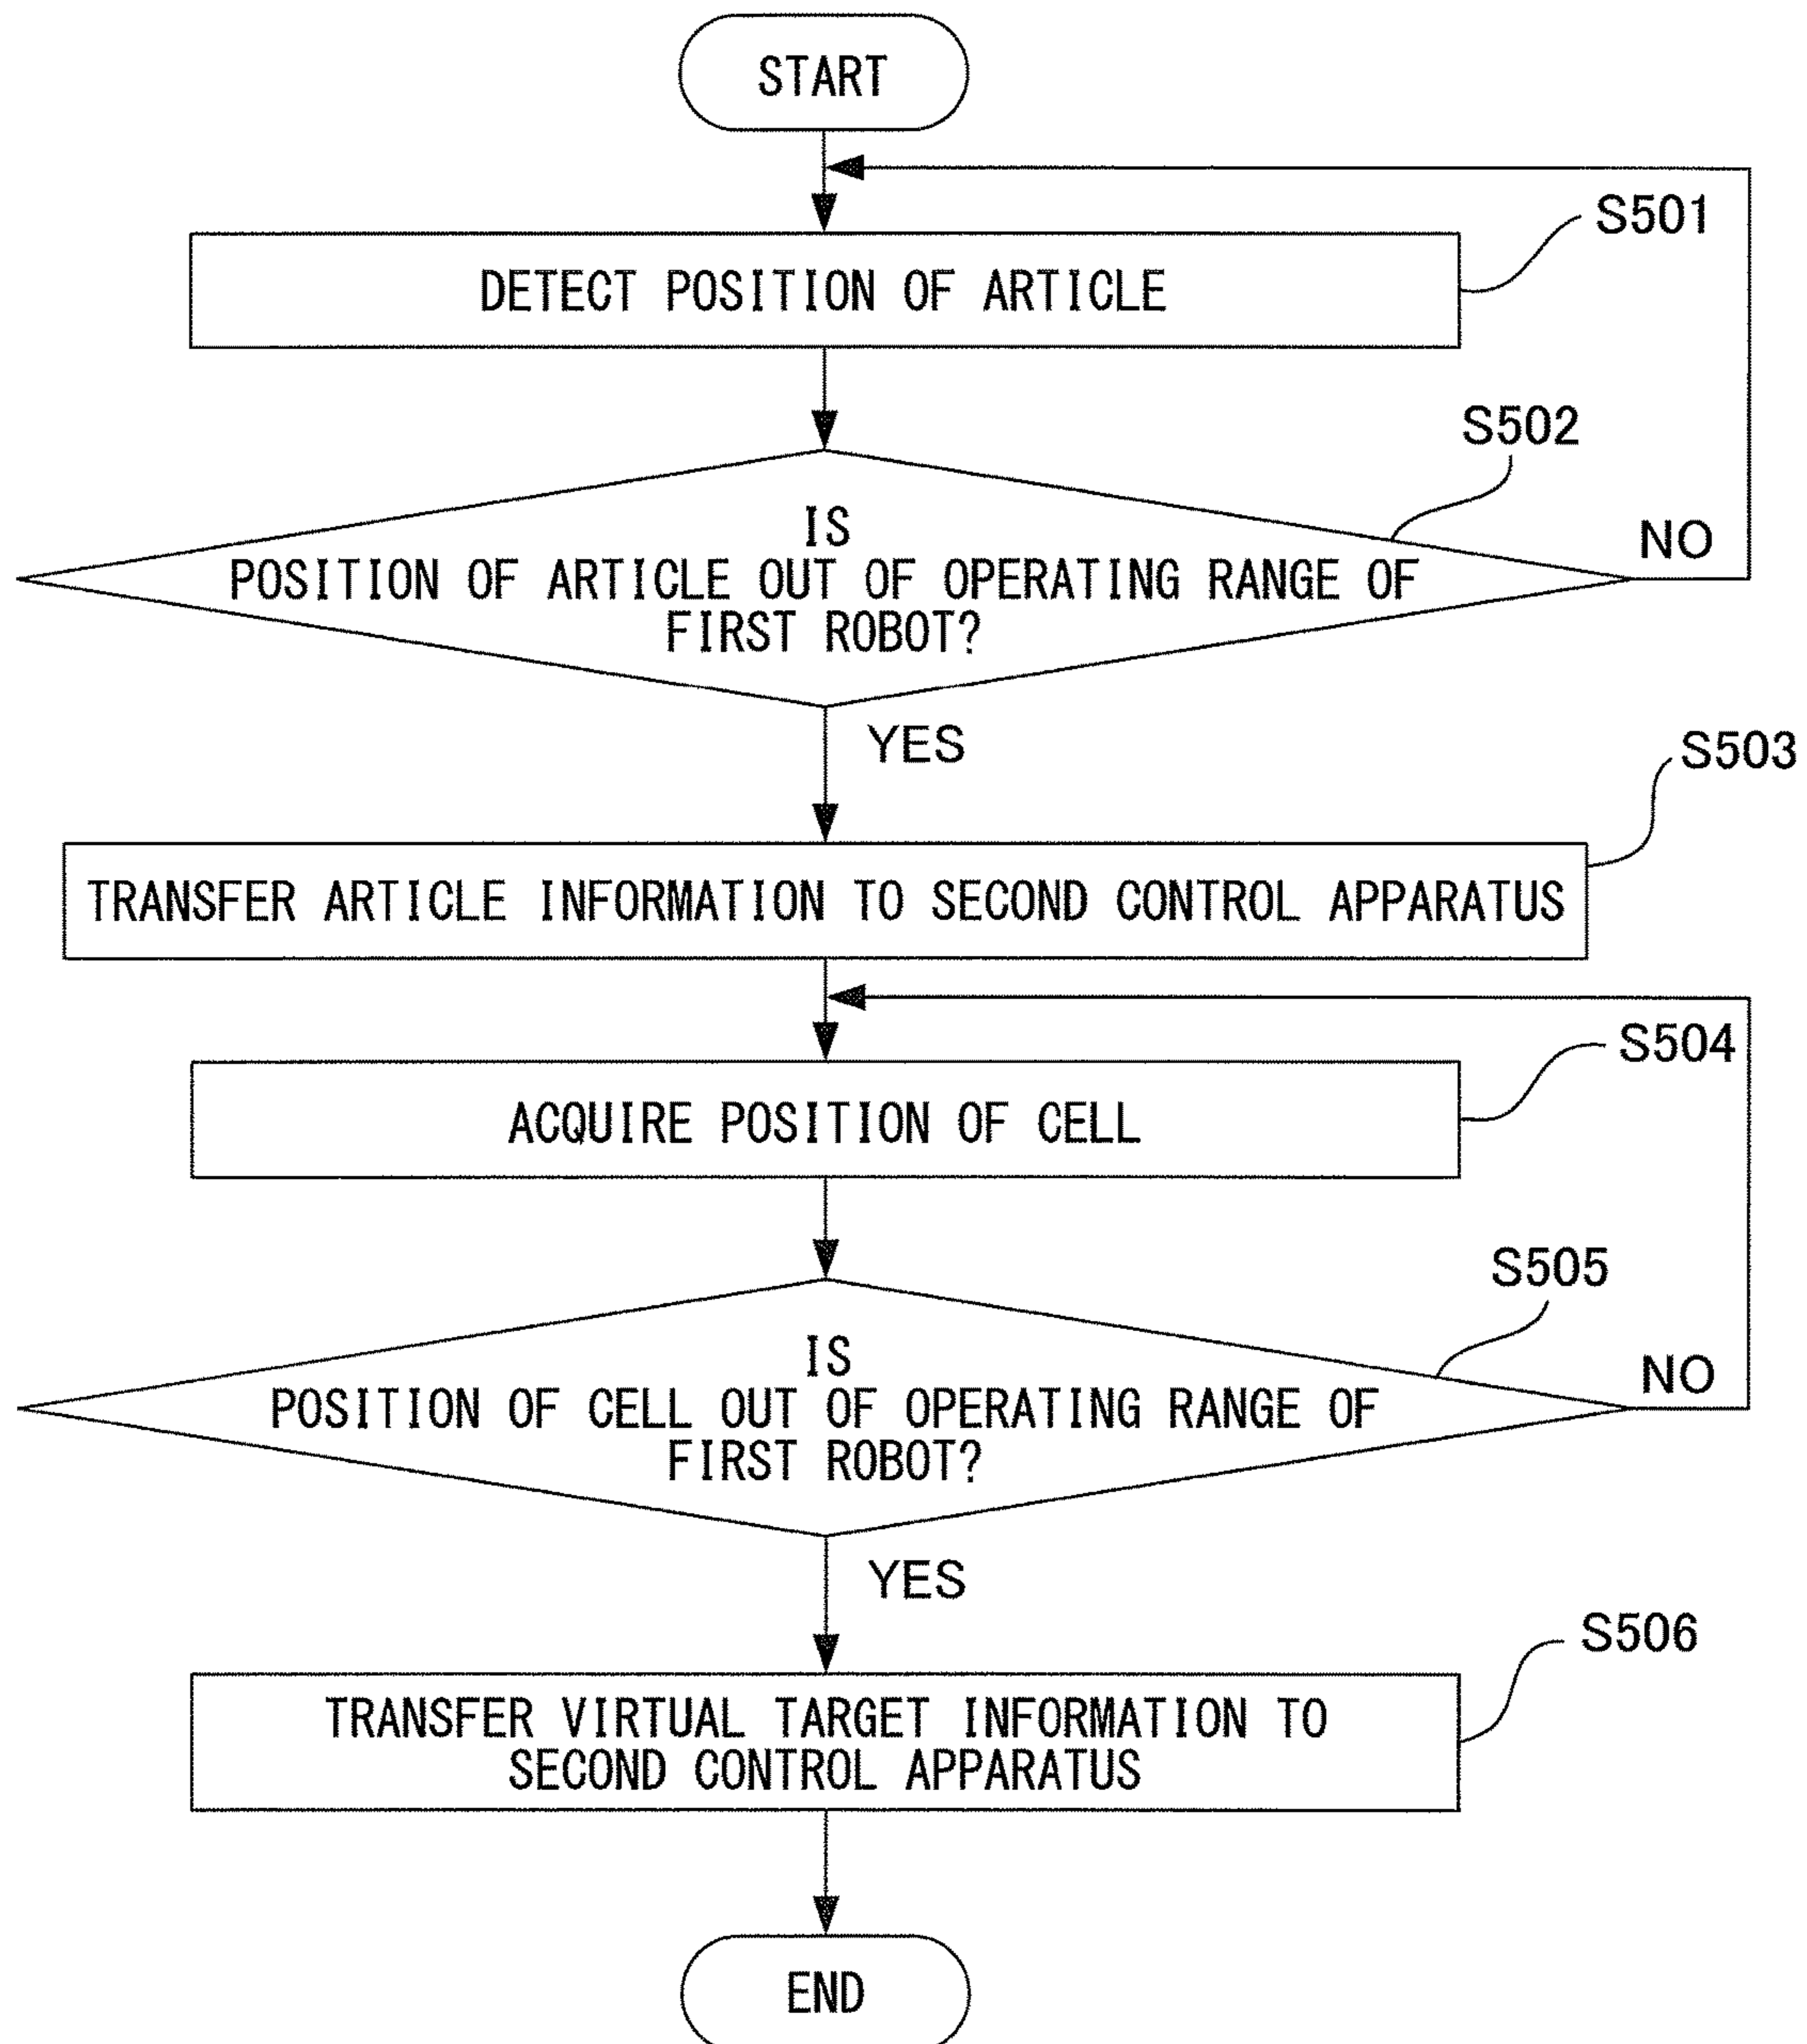 START
S501
DETECT POSITION OF ARTICLE
S502
IS
POSITION OF ARTICLE OUT OF OPERATING RANGE OF
FIRST ROBOT?
NO
YES
S503
TRANSFER ARTICLE INFORMATION TO SECOND CONTROL APPARATUS
S504
ACQUIRE POSITION OF CELL
S505
IS
POSITION OF CELL OUT OF OPERATING RANGE OF
FIRST ROBOT?
NO
YES
S506
TRANSFER VIRTUAL TARGET INFORMATION TO
SECOND CONTROL APPARATUS
END